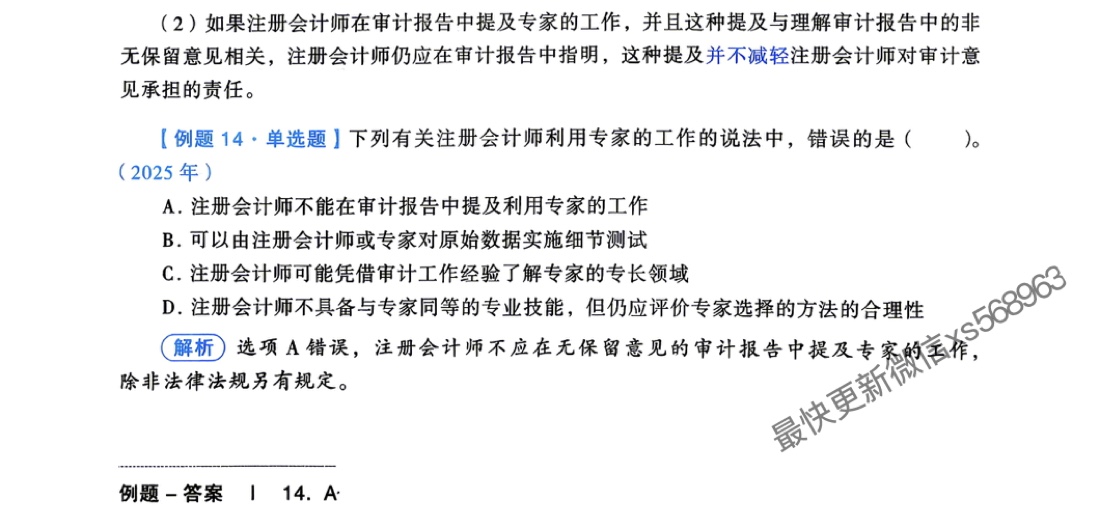 （2）如果注册会计师在审计报告中提及专家的工作，并且这种提及与理解审计报告中的非
无保留意见相关，注册会计师仍应在审计报告中指明，这种提及并不减轻注册会计师对审计意
见承担的责任。
【例题 14·单选题】下列有关注册会计师利用专家的工作的说法中，错误的是（　　）。
（2025 年）
A. 注册会计师不能在审计报告中提及利用专家的工作
B. 可以由注册会计师或专家对原始数据实施细节测试
C. 注册会计师可能凭借审计工作经验了解专家的专长领域
D. 注册会计师不具备与专家同等的专业技能，但仍应评价专家选择的方法的合理性
解析 选项 A 错误，注册会计师不应在无保留意见的审计报告中提及专家的工作，
除非法律法规另有规定。
最快更新微信xs568963
例题 – 答案 | 14. A